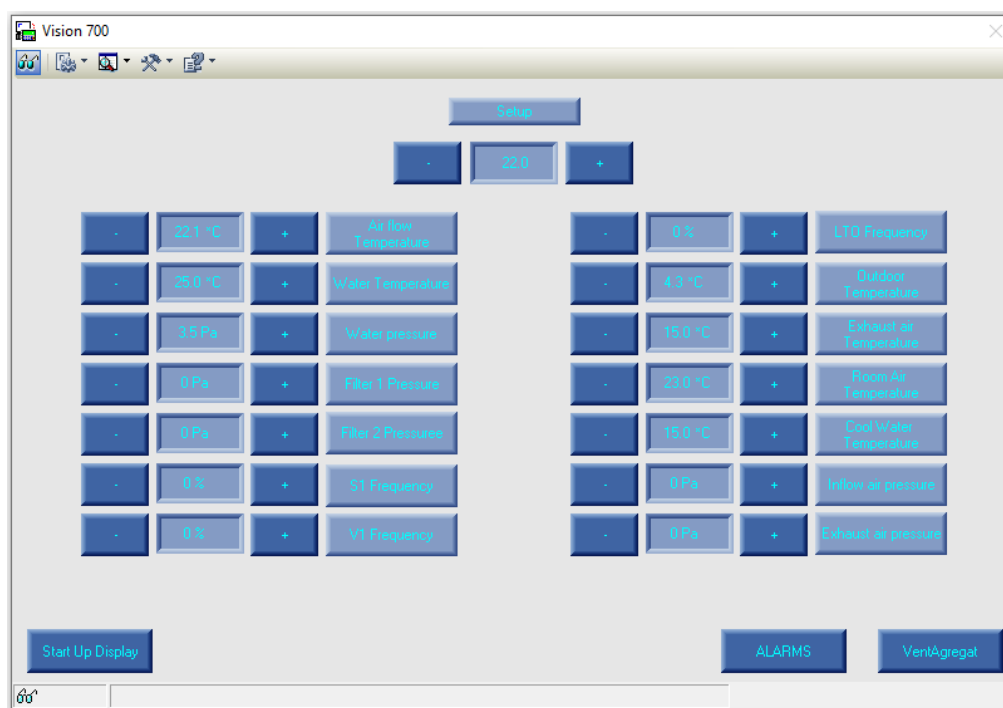 Vision 700
Setup
- 22.0 +
- 22.1 °C + Air flow
Temperature
- 0 % + LTO Frequency
- 25.0 °C + Water Temperature
- 4.3 °C + Outdoor
Temperature
- 3.5 Pa + Water pressure
- 15.0 °C + Exhaust air
Temperature
- 0 Pa + Filter 1 Pressure
- 23.0 °C + Room Air
Temperature
- 0 Pa + Filter 2 Pressuree
- 15.0 °C + Cool Water
Temperature
- 0 % + S1 Frequency
- 0 Pa + Inflow air pressure
- 0 % + V1 Frequency
- 0 Pa + Exhaust air pressure
Start Up Display
ALARMS
VentAgregat